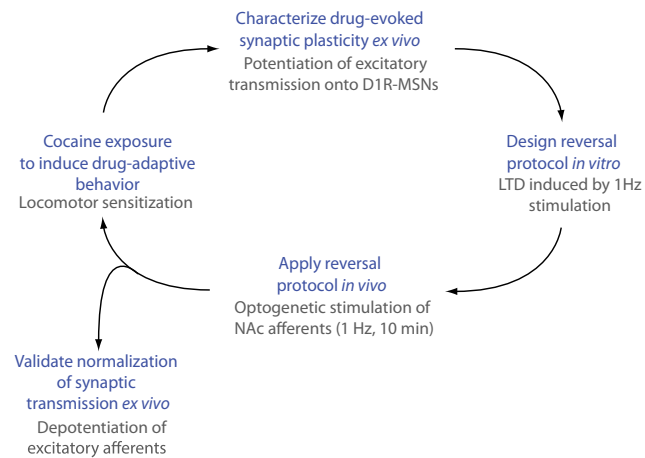 Characterize drug-evoked
synaptic plasticity ex vivo
Potentiation of excitatory
transmission onto D1R-MSNs
Design reversal
protocol in vitro
LTD induced by 1Hz
stimulation
Apply reversal
protocol in vivo
Optogenetic stimulation of
NAc afferents (1 Hz, 10 min)
Cocaine exposure
to induce drug-adaptive
behavior
Locomotor sensitization
Validate normalization
of synaptic
transmission ex vivo
Depotentiation of
excitatory afferents